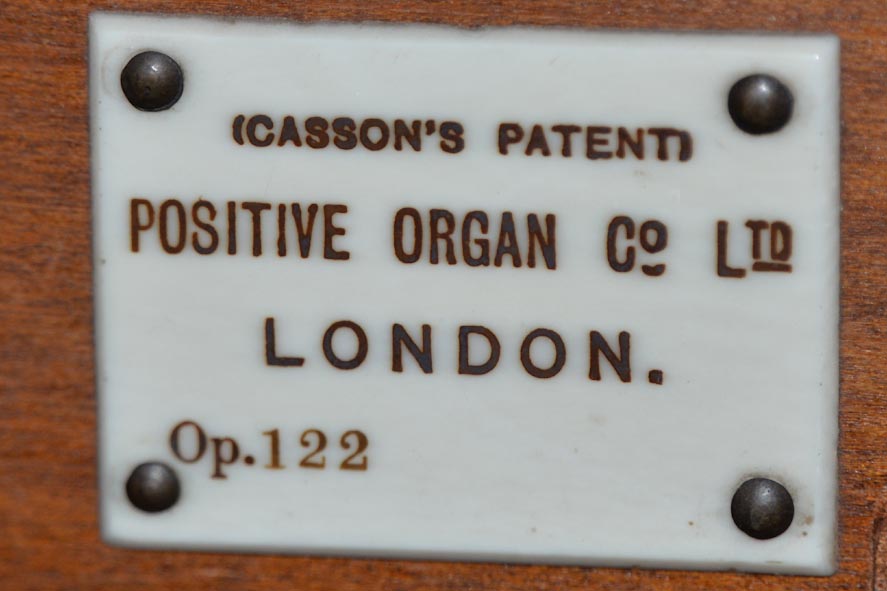 (CASSON'S PATENT)
POSITIVE ORGAN Co LTD
LONDON.
Op.122